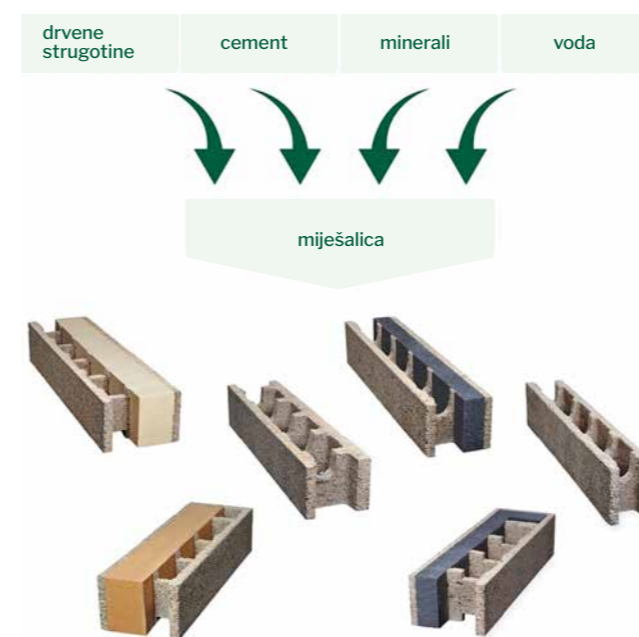 drvene
strugotine
cement
minerali
voda
miješalica